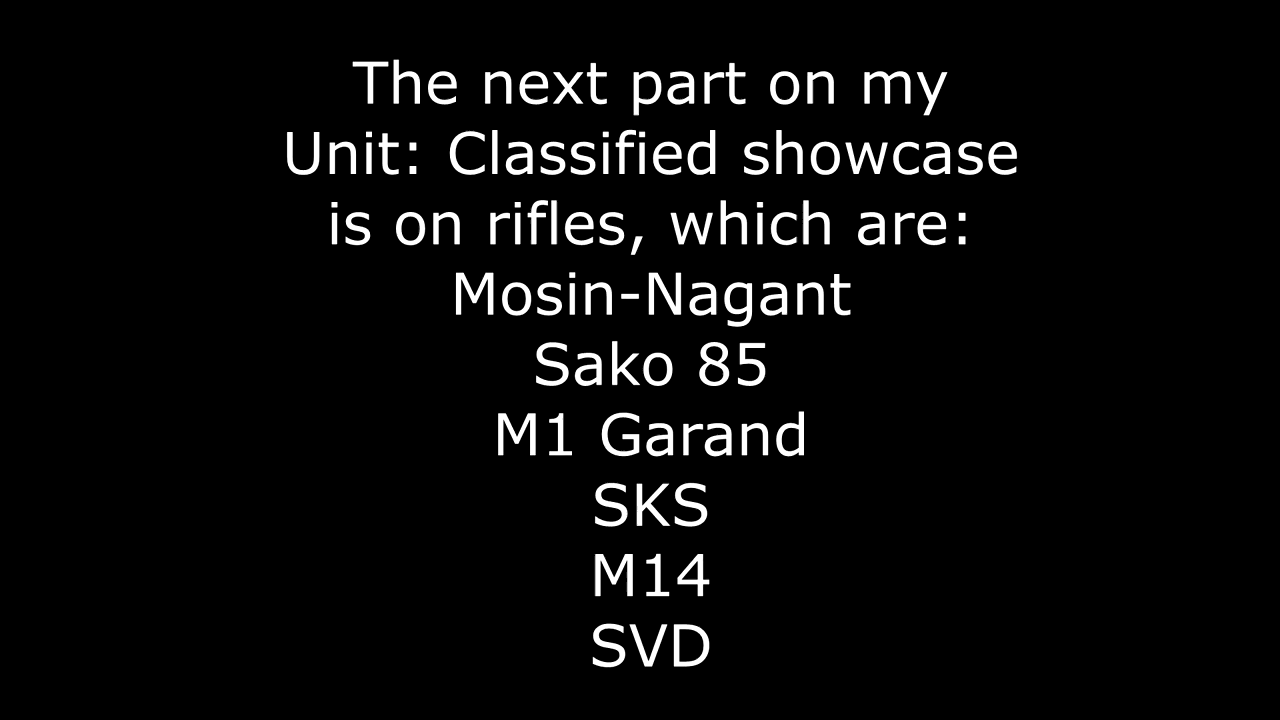 The next part on my
Unit: Classified showcase
is on rifles, which are:
Mosin-Nagant
Sako 85
M1 Garand
SKS
M14
SVD